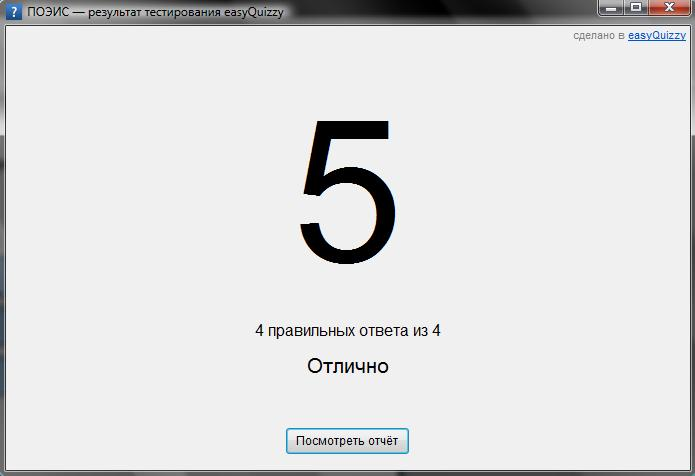 ПОЭИС — результат тестирования easyQuizzy
сделано в easyQuizzy
5
4 правильных ответа из 4
Отлично
Посмотреть отчёт